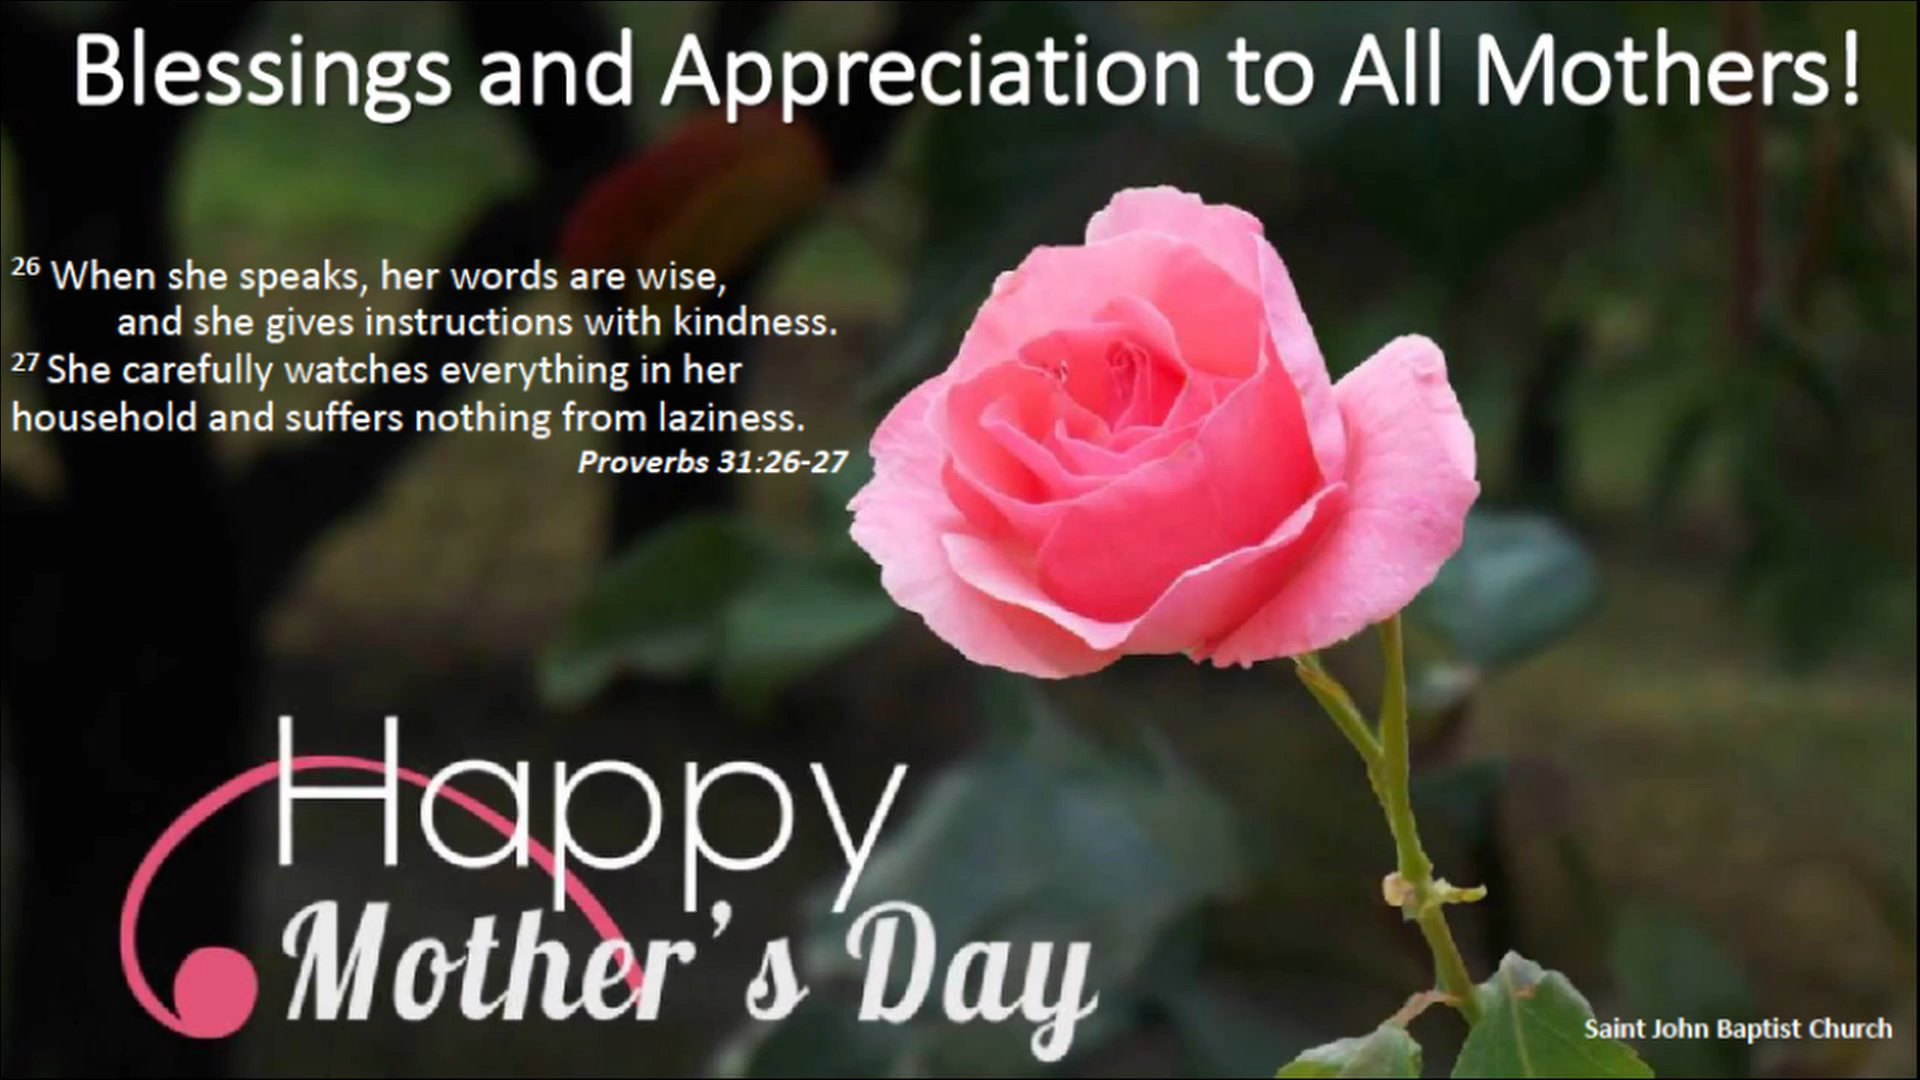 Blessings and Appreciation to All Mothers!
26 When she speaks, her words are wise,
and she gives instructions with kindness.
27 She carefully watches everything in her
household and suffers nothing from laziness.
Proverbs 31:26-27
Happy
Mother's Day
Saint John Baptist Church